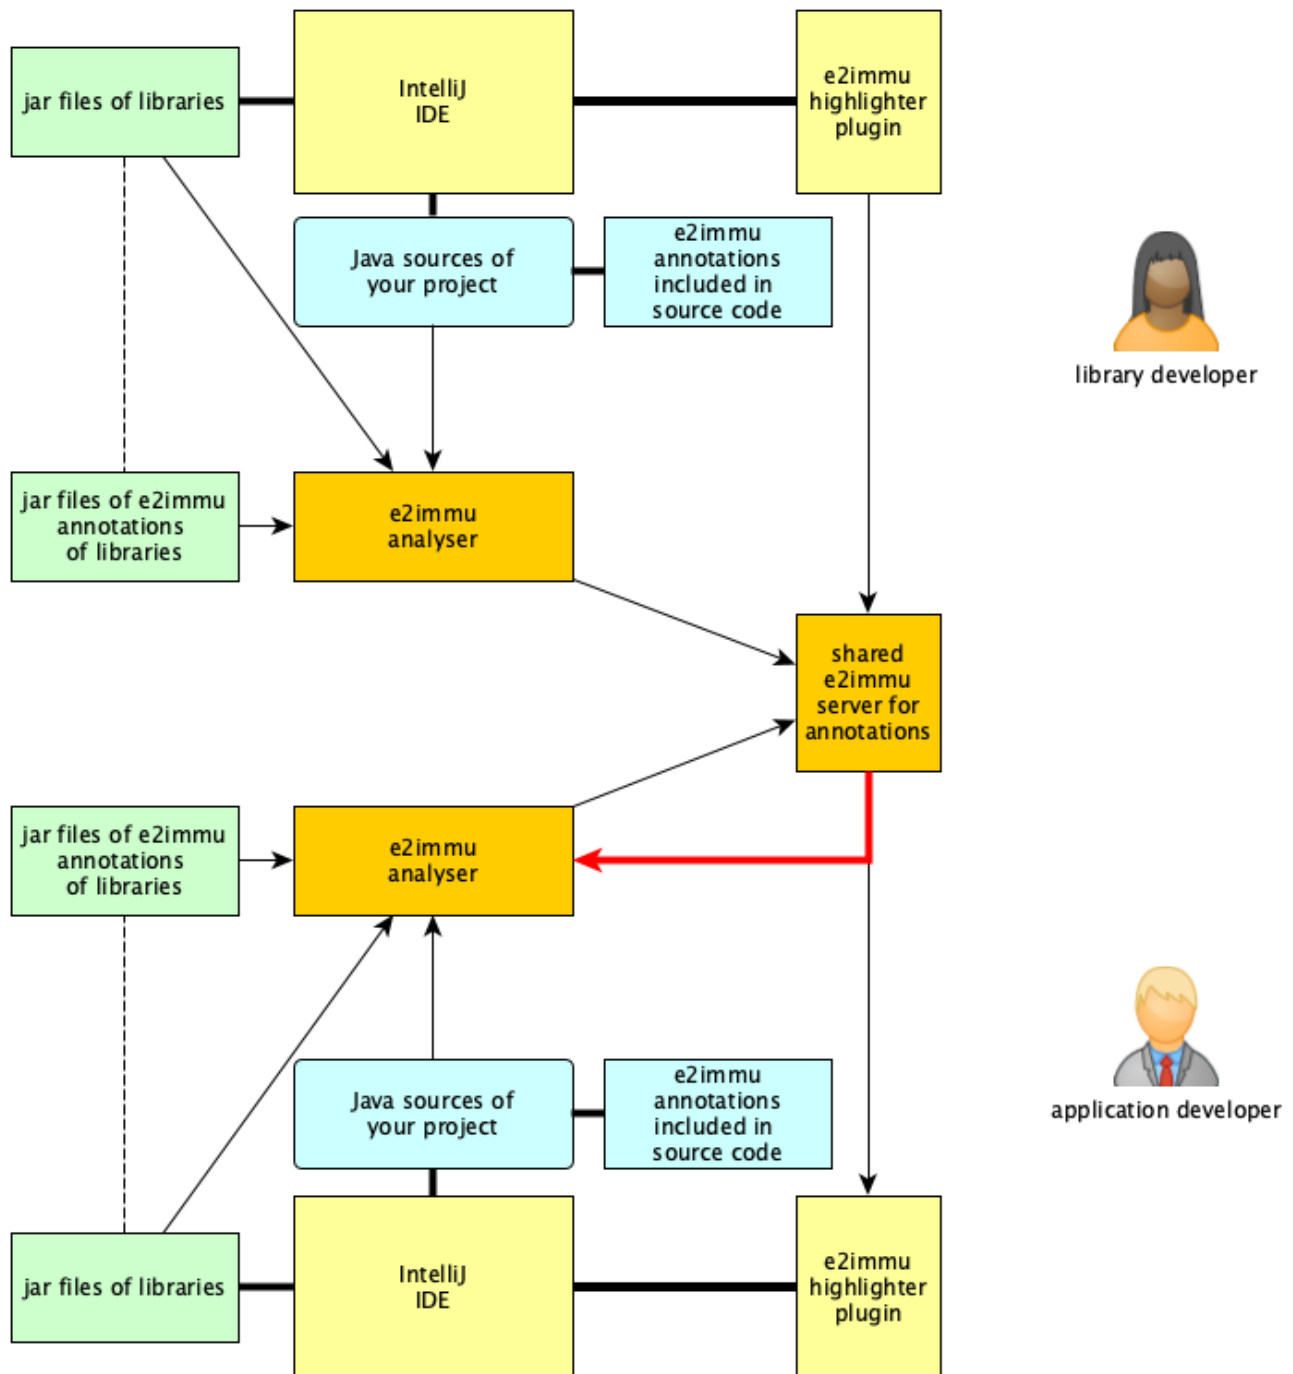 jar files of libraries
IntelliJ
IDE
e2immu
highlighter
plugin
Java sources of
your project
e2immu
annotations
included in
source code
library developer
jar files of e2immu
annotations
of libraries
e2immu
analyser
shared
e2immu
server for
annotations
jar files of e2immu
annotations
of libraries
e2immu
analyser
Java sources of
your project
e2immu
annotations
included in
source code
application developer
jar files of libraries
IntelliJ
IDE
e2immu
highlighter
plugin